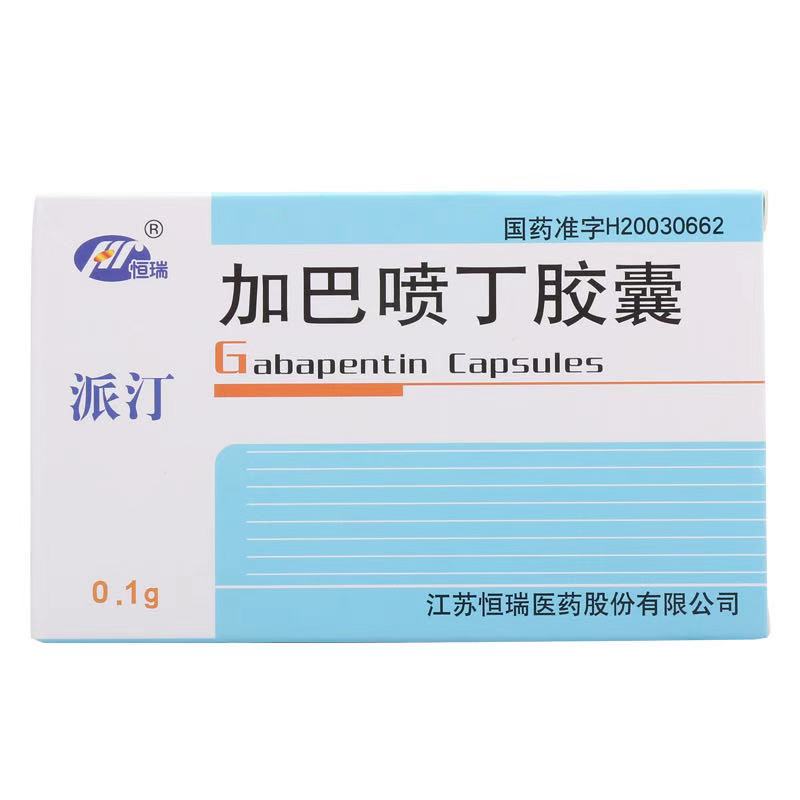 国药准字H20030662
HR
恒瑞
®
加巴喷丁胶囊
Gabapentin Capsules
派汀
0.1g
江苏恒瑞医药股份有限公司